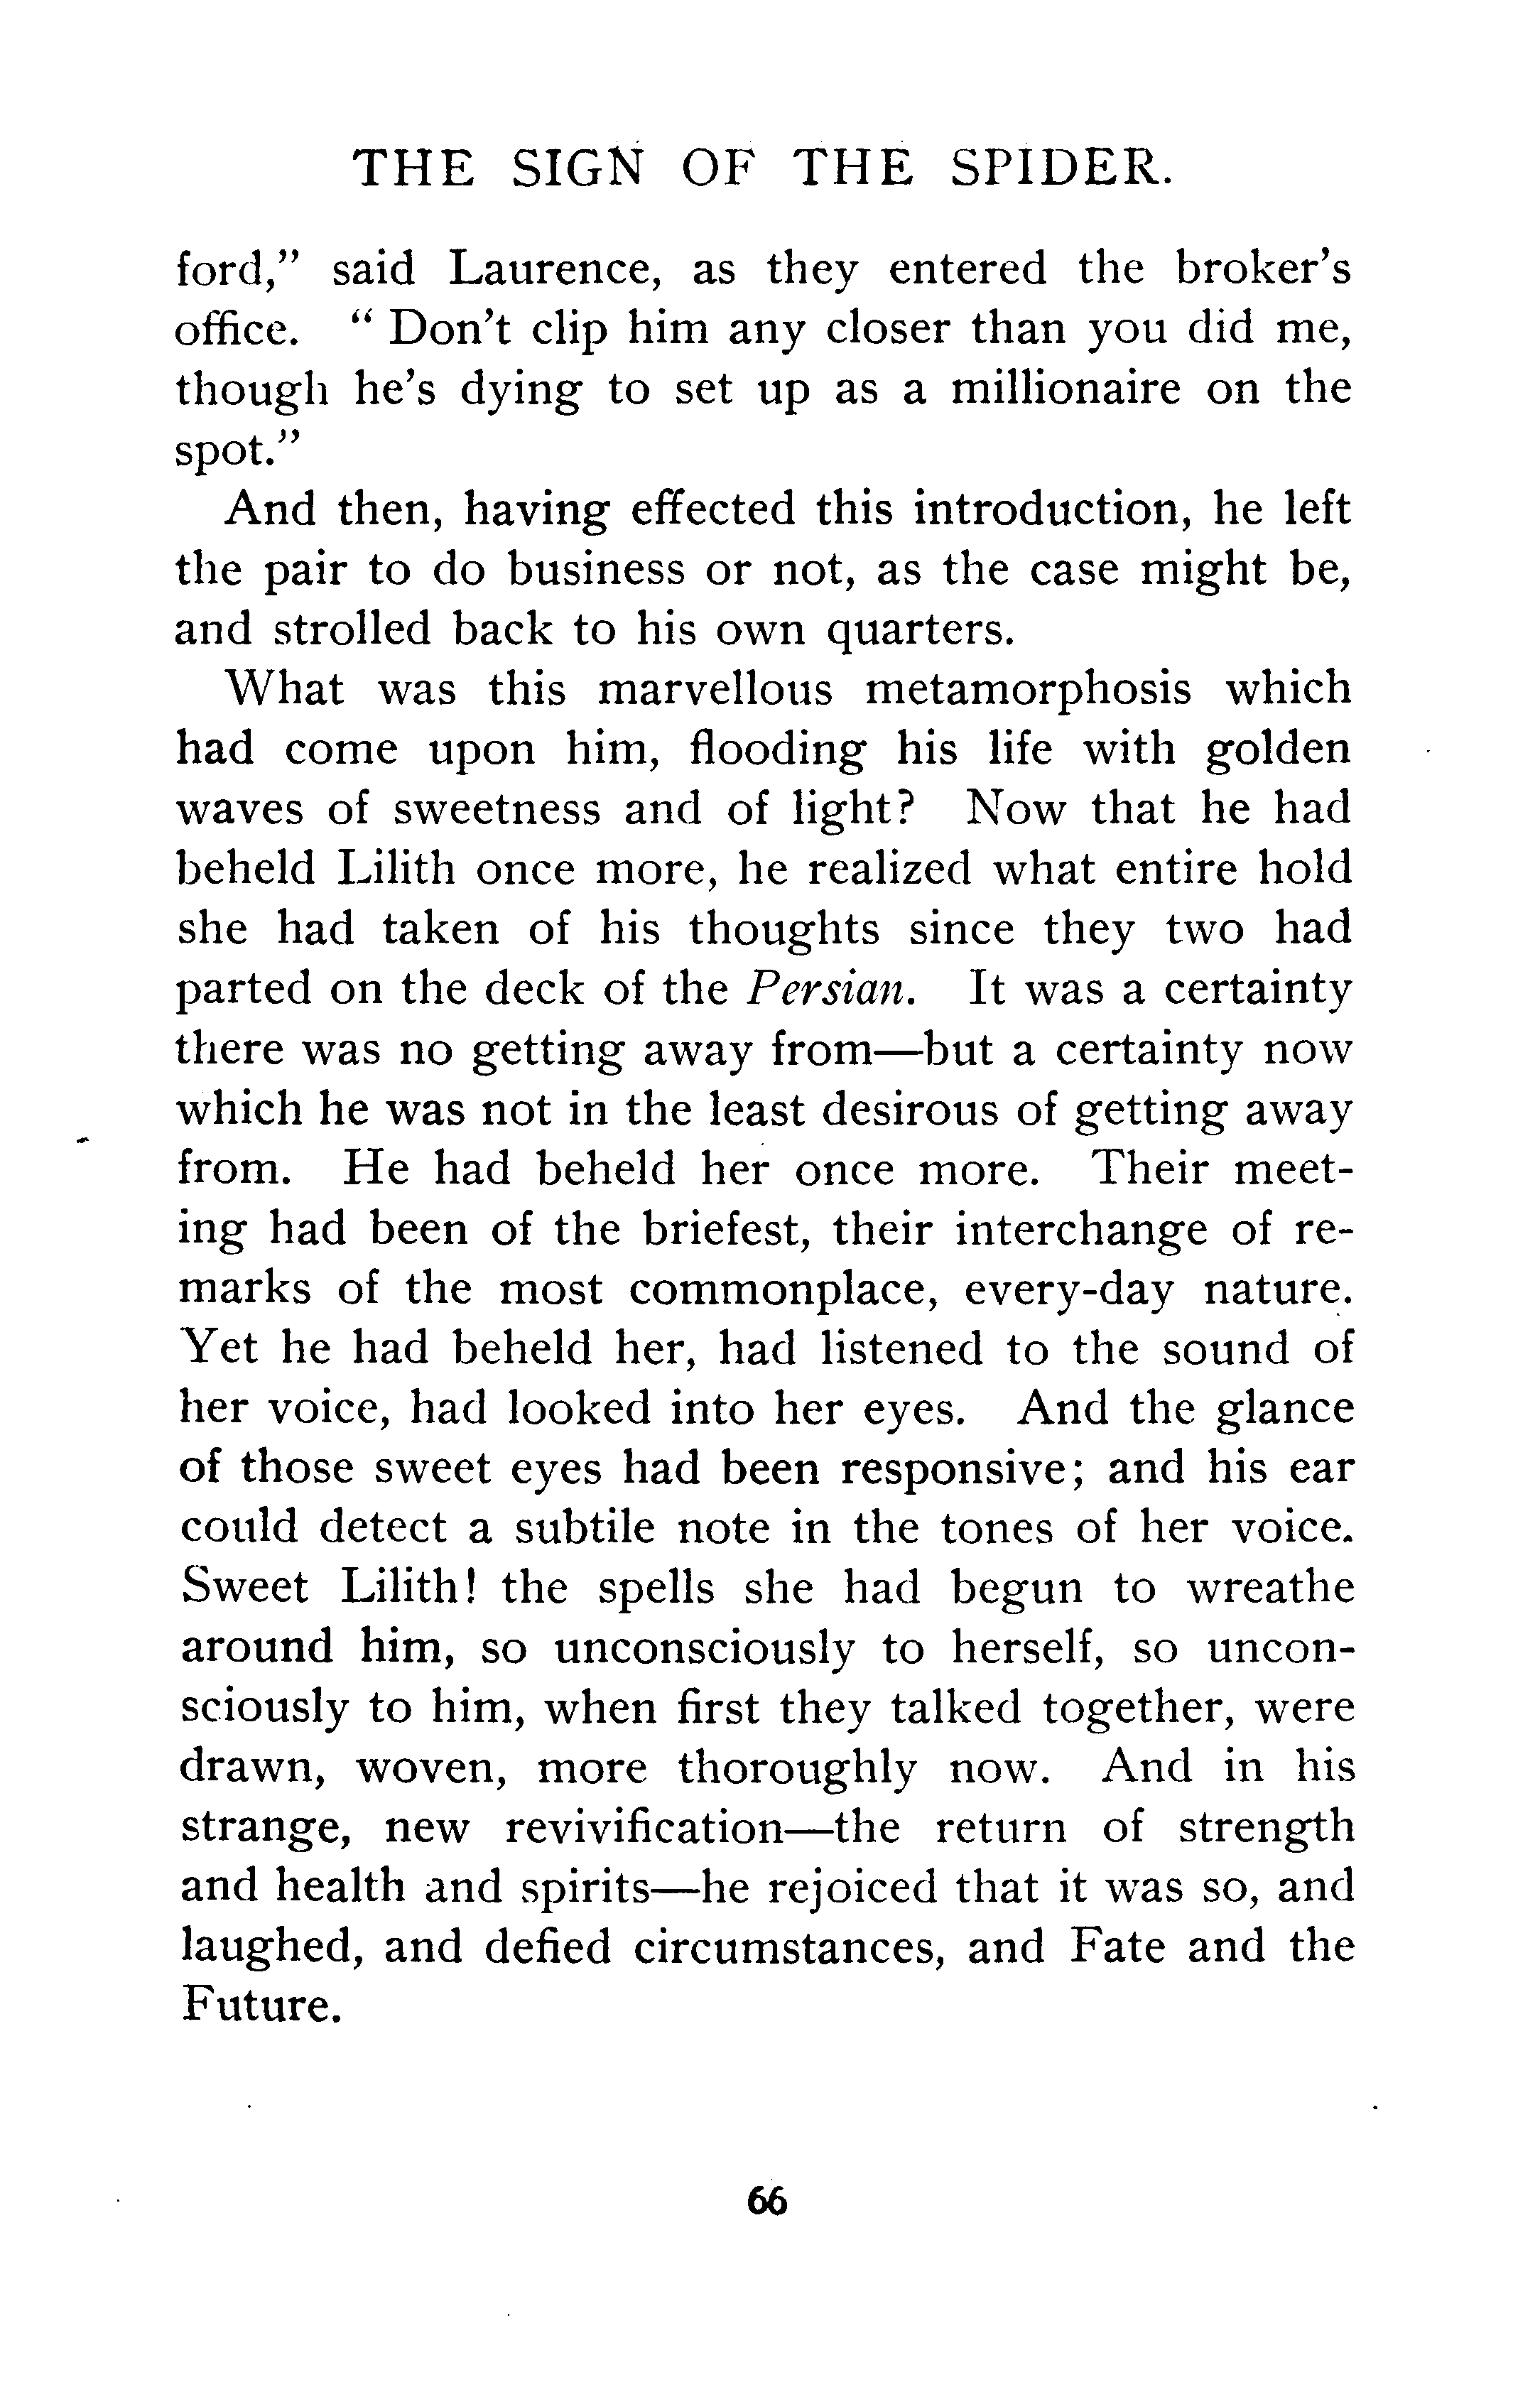 THE SIGN OF THE SPIDER.
ford,” said Laurence, as they entered the broker’s
office. “ Don’t clip him any closer than you did me,
though he’s dying to set up as a millionaire on the
spot.”
And then, having effected this introduction, he left
the pair to do business or not, as the case might be,
and strolled back to his own quarters.
What was this marvellous metamorphosis which
had come upon him, flooding his life with golden
waves of sweetness and of light? Now that he had
beheld Lilith once more, he realized what entire hold
she had taken of his thoughts since they two had
parted on the deck of the Persian. It was a certainty
there was no getting away from—but a certainty now
which he was not in the least desirous of getting away
from. He had beheld her once more. Their meet-
ing had been of the briefest, their interchange of re-
marks of the most commonplace, every-day nature.
Yet he had beheld her, had listened to the sound of
her voice, had looked into her eyes. And the glance
of those sweet eyes had been responsive; and his ear
could detect a subtile note in the tones of her voice.
Sweet Lilith! the spells she had begun to wreathe
around him, so unconsciously to herself, so uncon-
sciously to him, when first they talked together, were
drawn, woven, more thoroughly now. And in his
strange, new revivification—the return of strength
and health and spirits—he rejoiced that it was so, and
laughed, and defied circumstances, and Fate and the
Future.
66